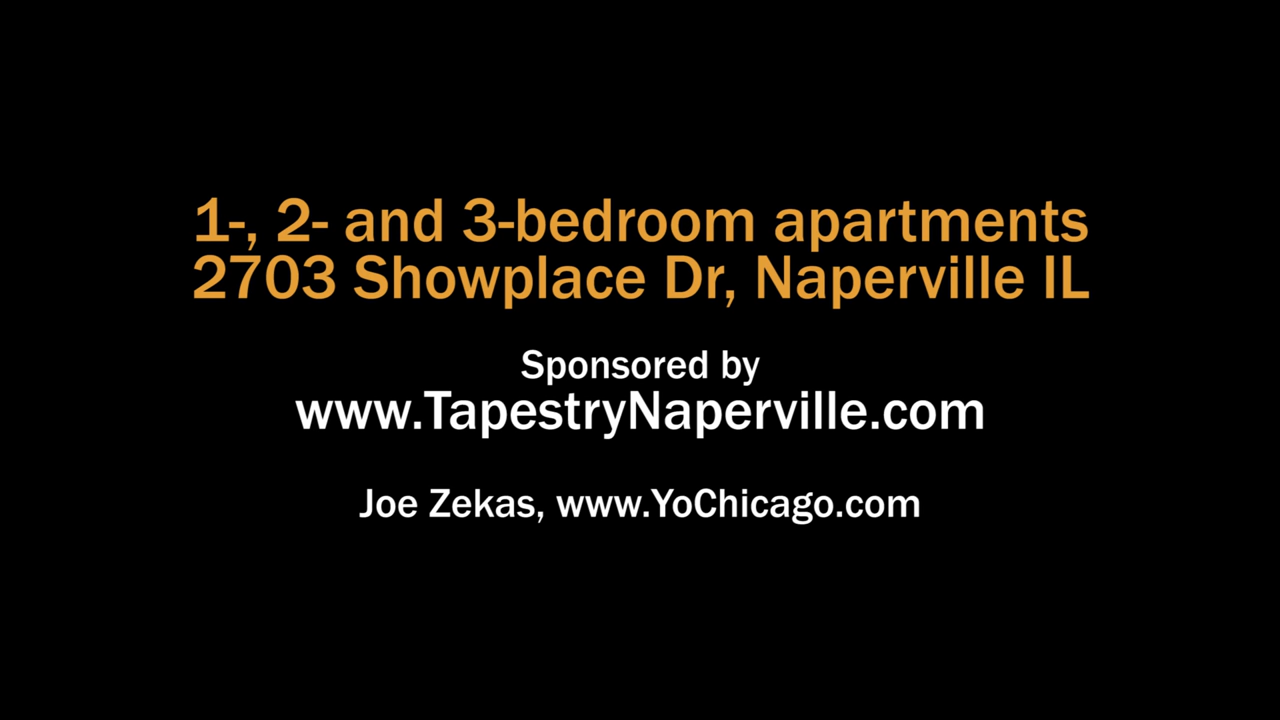 1-, 2- and 3-bedroom apartments
2703 Showplace Dr, Naperville IL
Sponsored by
www.TapestryNaperville.com
Joe Zekas, www.YoChicago.com